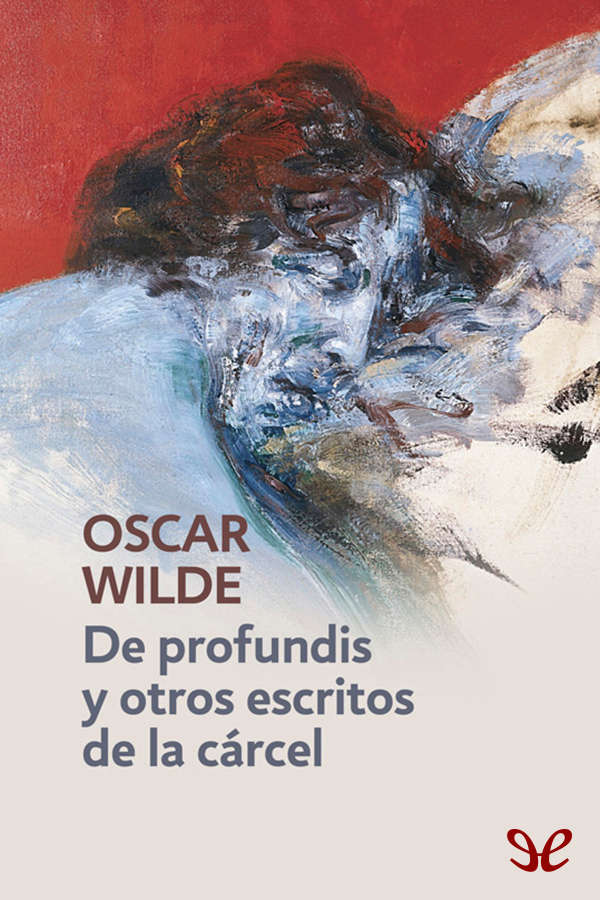 OSCAR
WILDE
De profundis
y otros escritos
de la cárcel